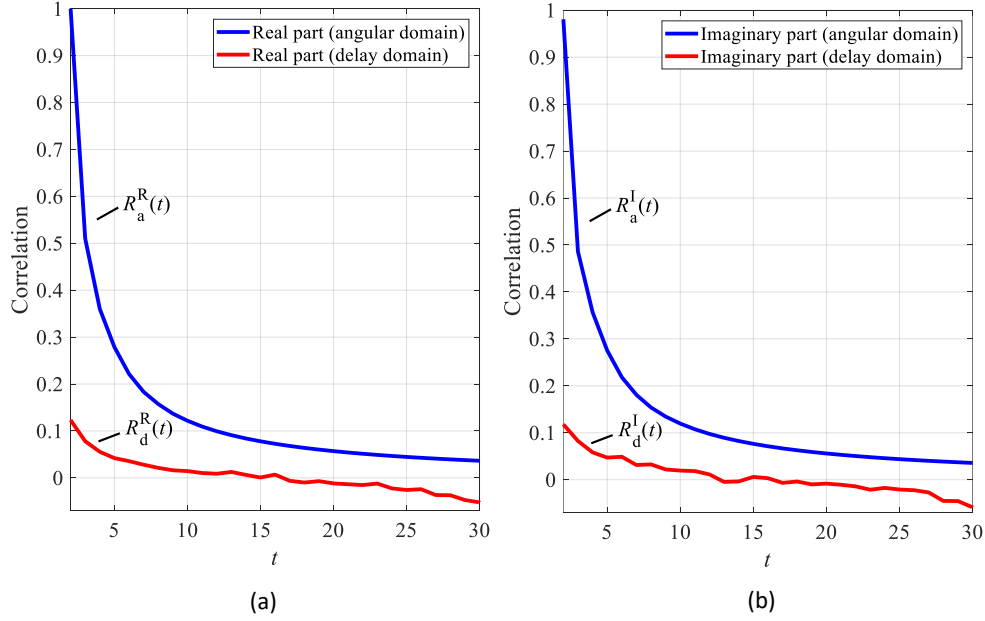 1
0.9
0.8
0.7
0.6
0.5
0.4
0.3
0.2
0.1
0
Correlation
Real part (angular domain)
Real part (delay domain)
R_a^R(t)
R_d^R(t)
5 10 15 20 25 30
t
(a)
1
0.9
0.8
0.7
0.6
0.5
0.4
0.3
0.2
0.1
0
Correlation
Imaginary part (angular domain)
Imaginary part (delay domain)
R_a^I(t)
R_d^I(t)
5 10 15 20 25 30
t
(b)